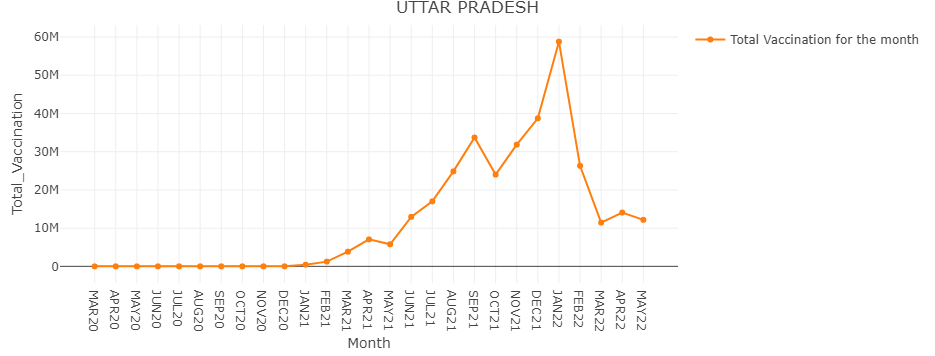 UTTAR PRADESH
Total Vaccination for the month
Total_Vaccination
60M
50M
40M
30M
20M
10M
0
MAR20
APR20
MAY20
JUN20
JUL20
AUG20
SEP20
OCT20
NOV20
DEC20
JAN21
FEB21
MAR21
APR21
MAY21
JUN21
JUL21
AUG21
SEP21
OCT21
NOV21
DEC21
JAN22
FEB22
MAR22
APR22
MAY22
Month